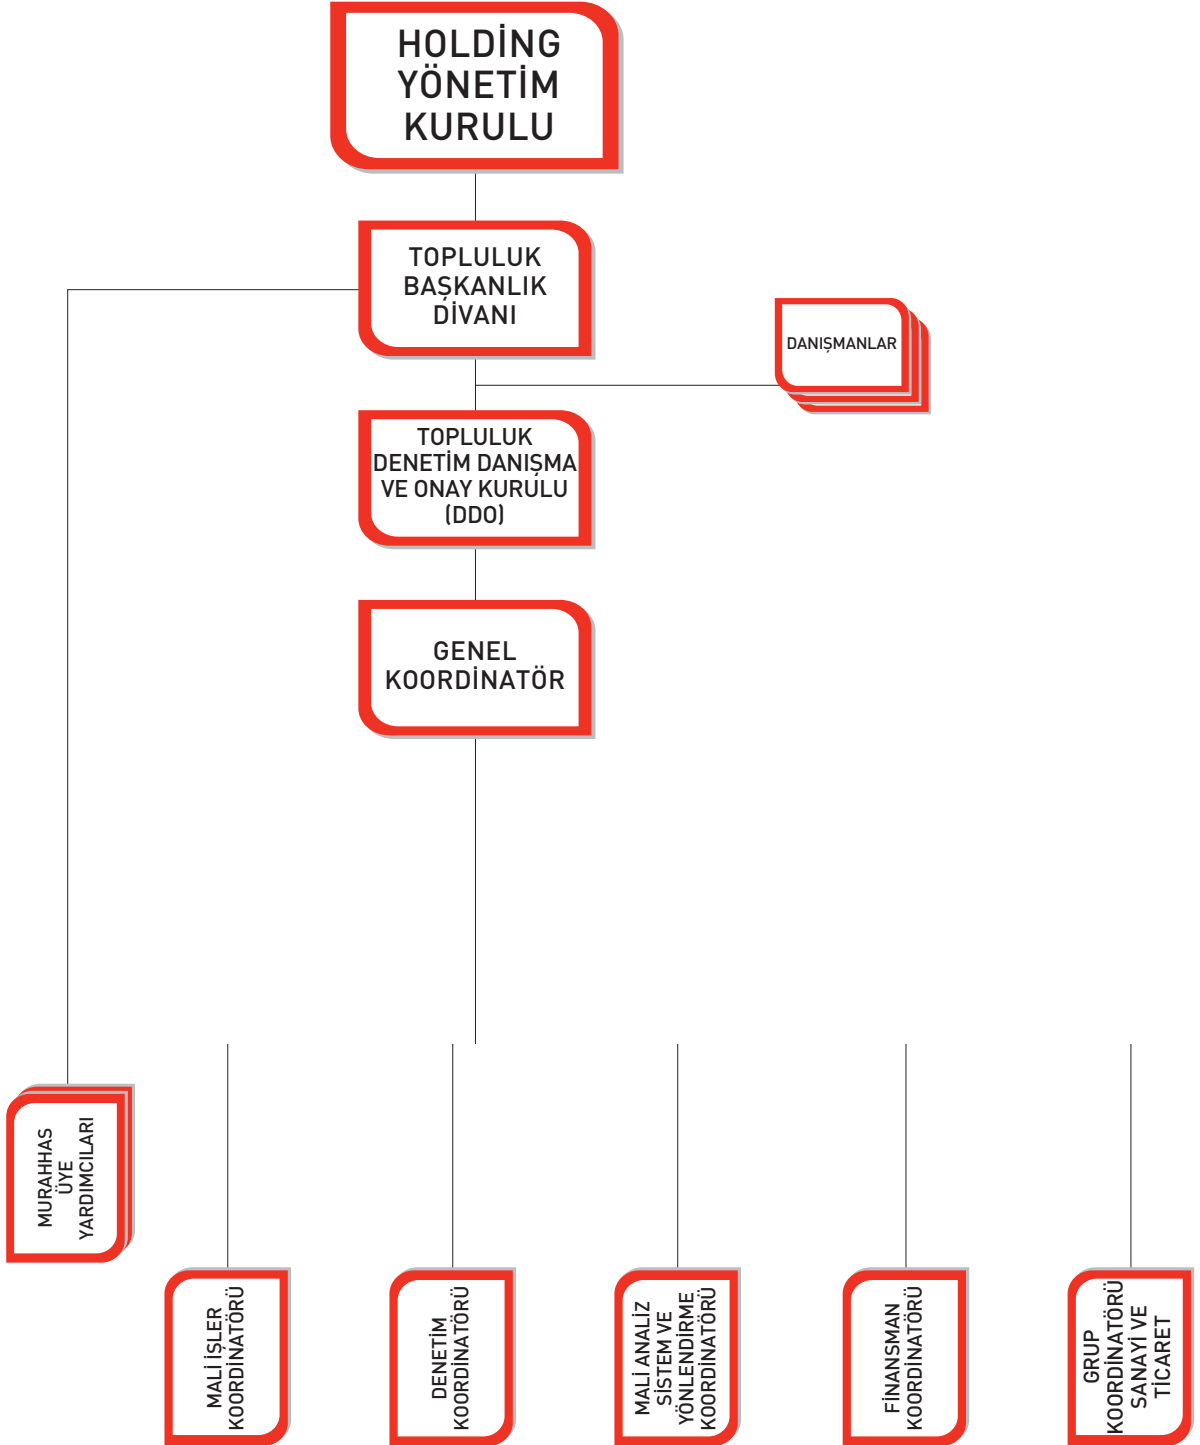 HOLDİNG
YÖNETİM
KURULU
TOPLULUK
BAŞKANLIK
DİVANI
DANIŞMANLAR
TOPLULUK
DENETİM DANIŞMA
VE ONAY KURULU
(DDO)
GENEL
KOORDİNATÖR
MURAHHAS
ÜYE
YARDIMCILARI
MALİ İŞLER
KOORDİNATÖRÜ
DENETİM
KOORDİNATÖRÜ
MALİ ANALİZ
SİSTEM VE
YÖNLENDİRME
KOORDİNATÖRÜ
FİNANSMAN
KOORDİNATÖRÜ
GRUP
KOORDİNATÖRÜ
SANAYİ VE
TİCARET